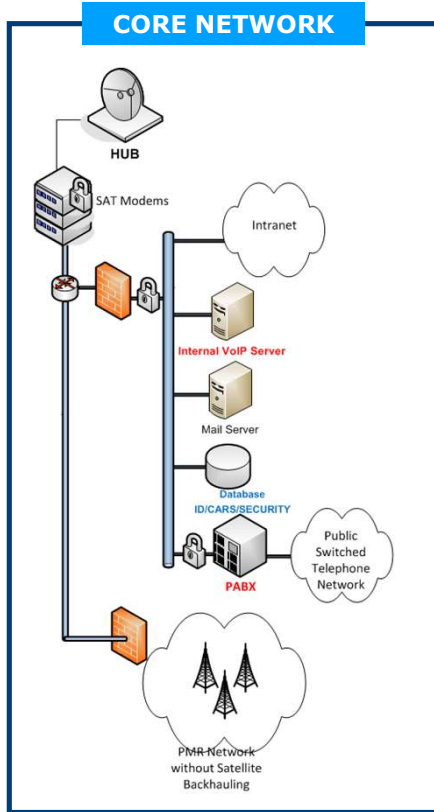 CORE NETWORK
HUB
SAT Modems
Intranet
Internal VoIP Server
Mail Server
Database
ID/CARS/SECURITY
PABX
Public
Switched
Telephone
Network
PMR Network
without Satellite
Backhauling